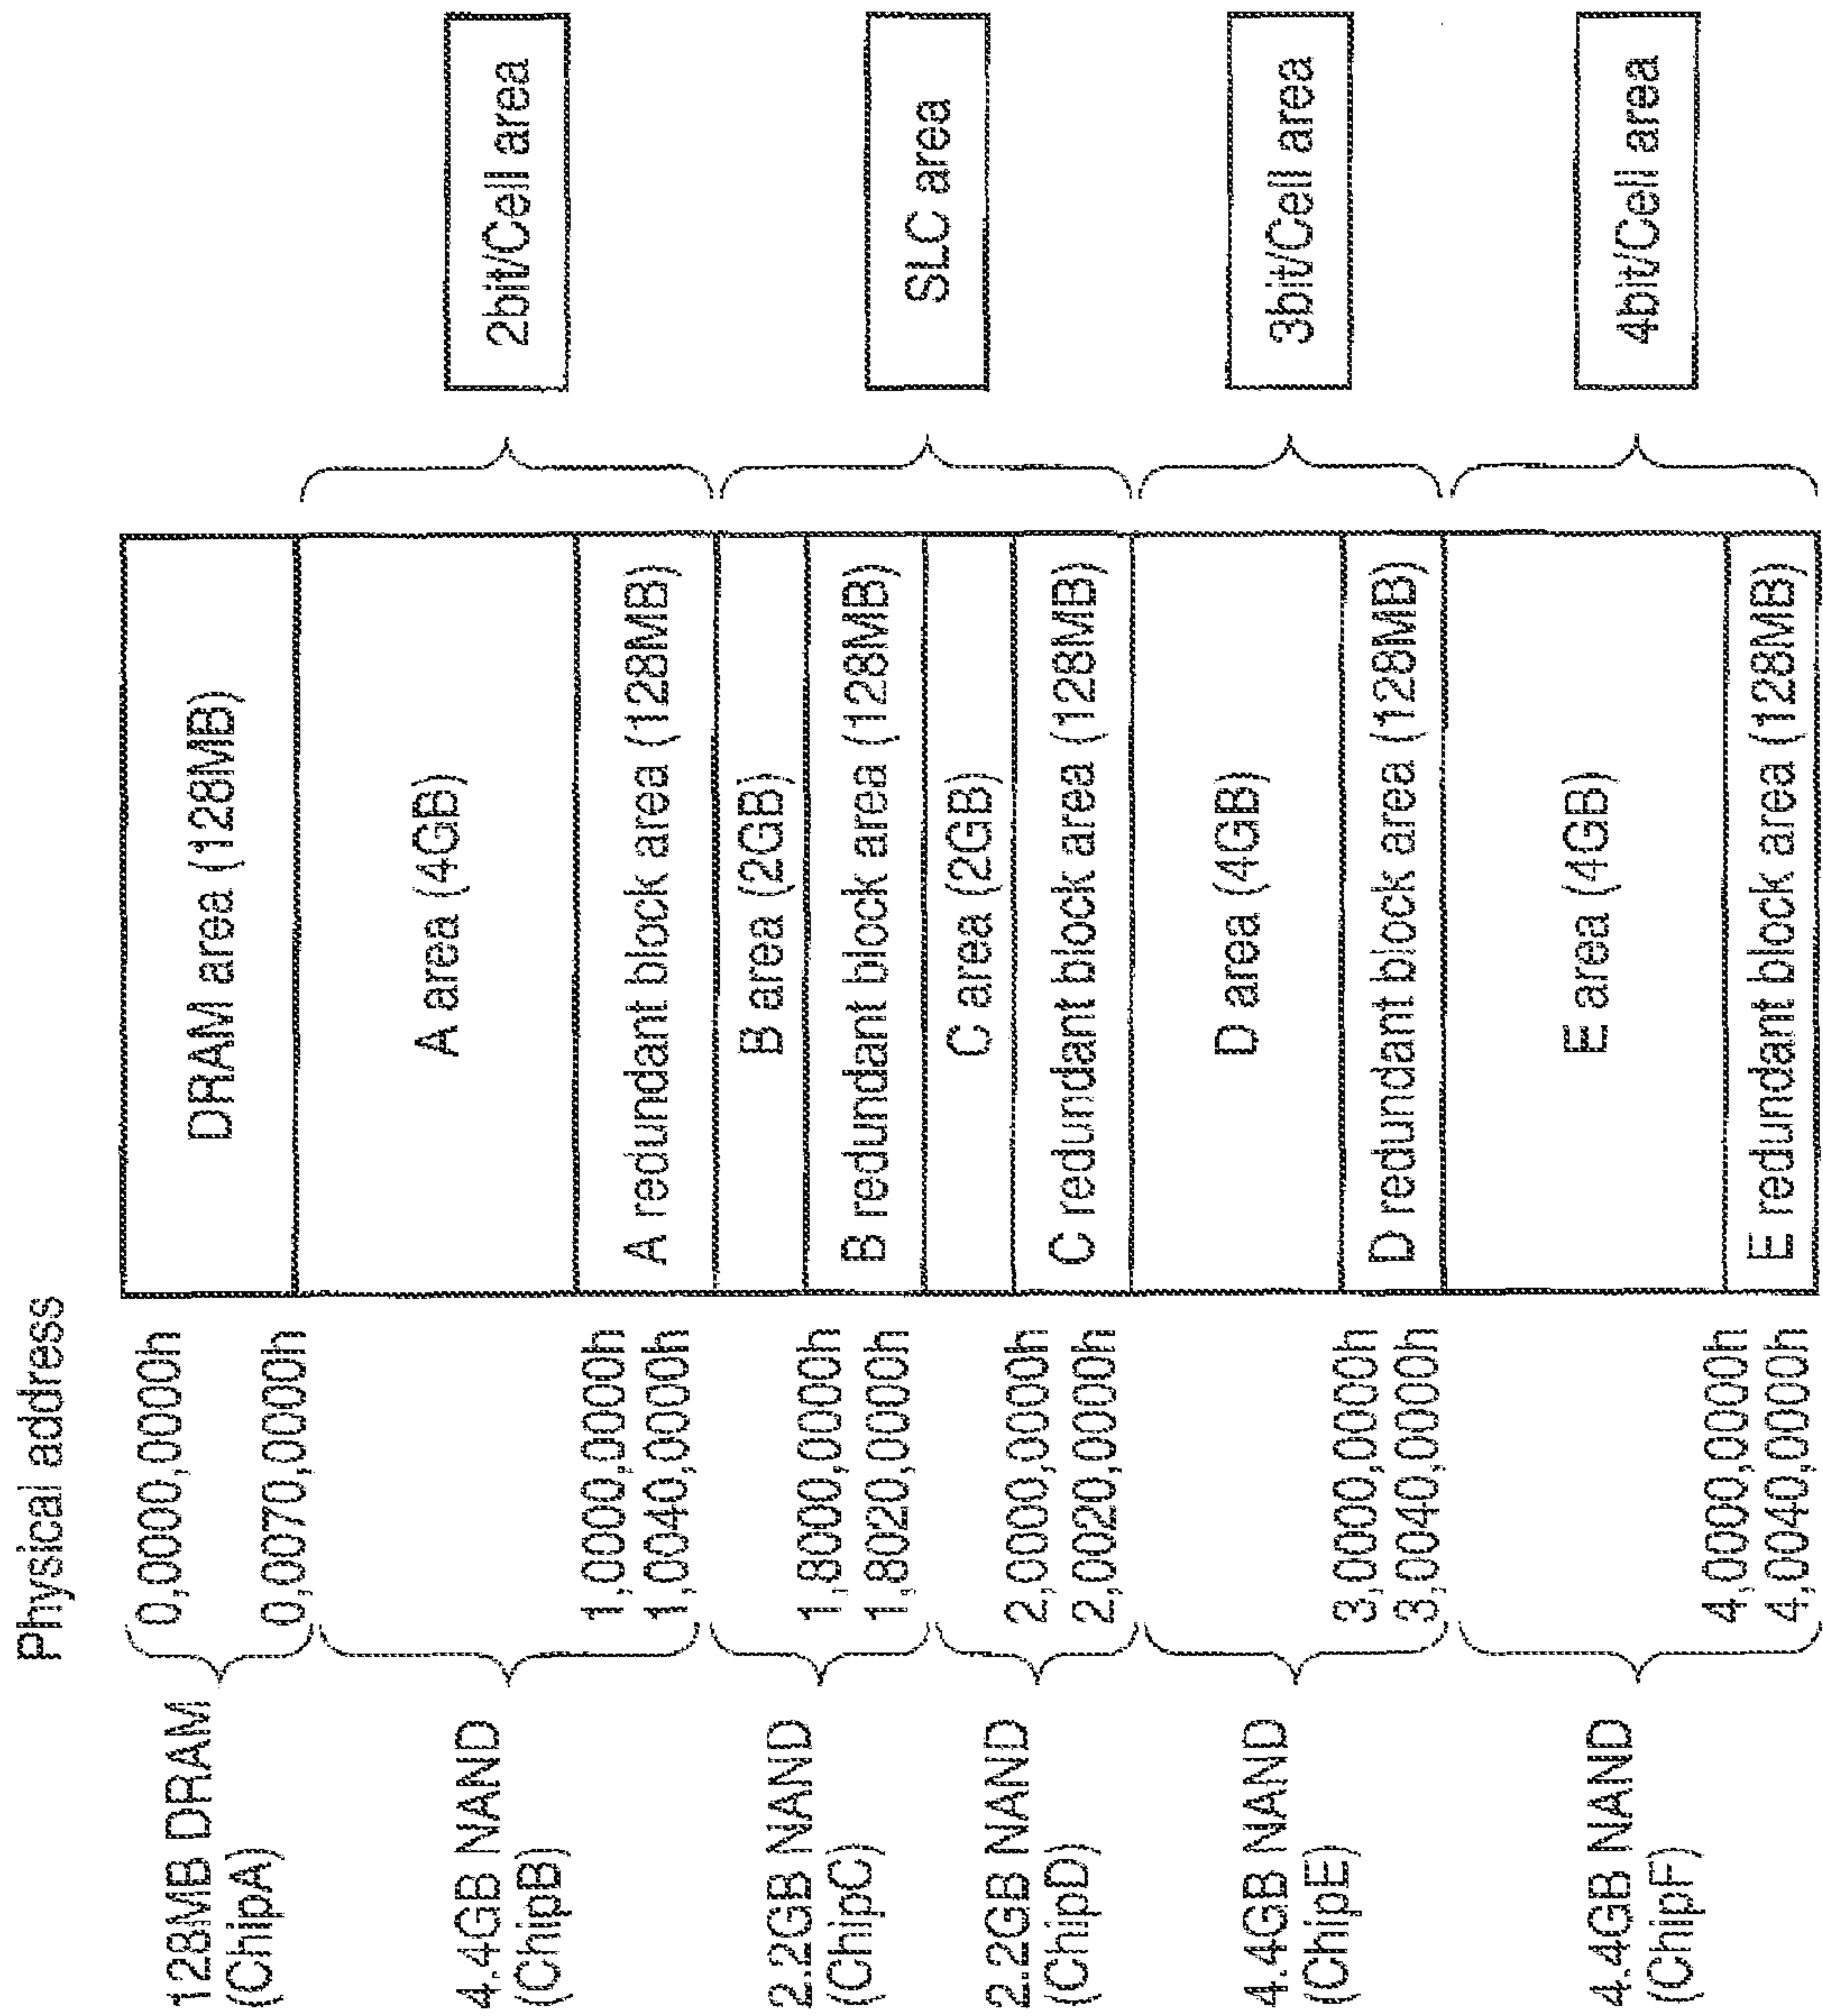 Physical address
128MB DRAM
(ChipA)
0,0000,0000h
0,0070,0000h
DRAM area (128MB)
4.4GB NAND
(ChipB)
1,0000,0000h
1,0040,0000h
A area (4GB)
A redundant block area (128MB)
2bit/Cell area
2.2GB NAND
(ChipC)
1,8000,0000h
1,8020,0000h
B area (2GB)
B redundant block area (128MB)
SLC area
2.2GB NAND
(ChipD)
2,0000,0000h
2,0020,0000h
C area (2GB)
C redundant block area (128MB)
4.4GB NAND
(ChipE)
3,0000,0000h
3,0040,0000h
D area (4GB)
D redundant block area (128MB)
3bit/Cell area
4.4GB NAND
(ChipF)
4,0000,0000h
4,0040,0000h
E area (4GB)
E redundant block area (128MB)
4bit/Cell area